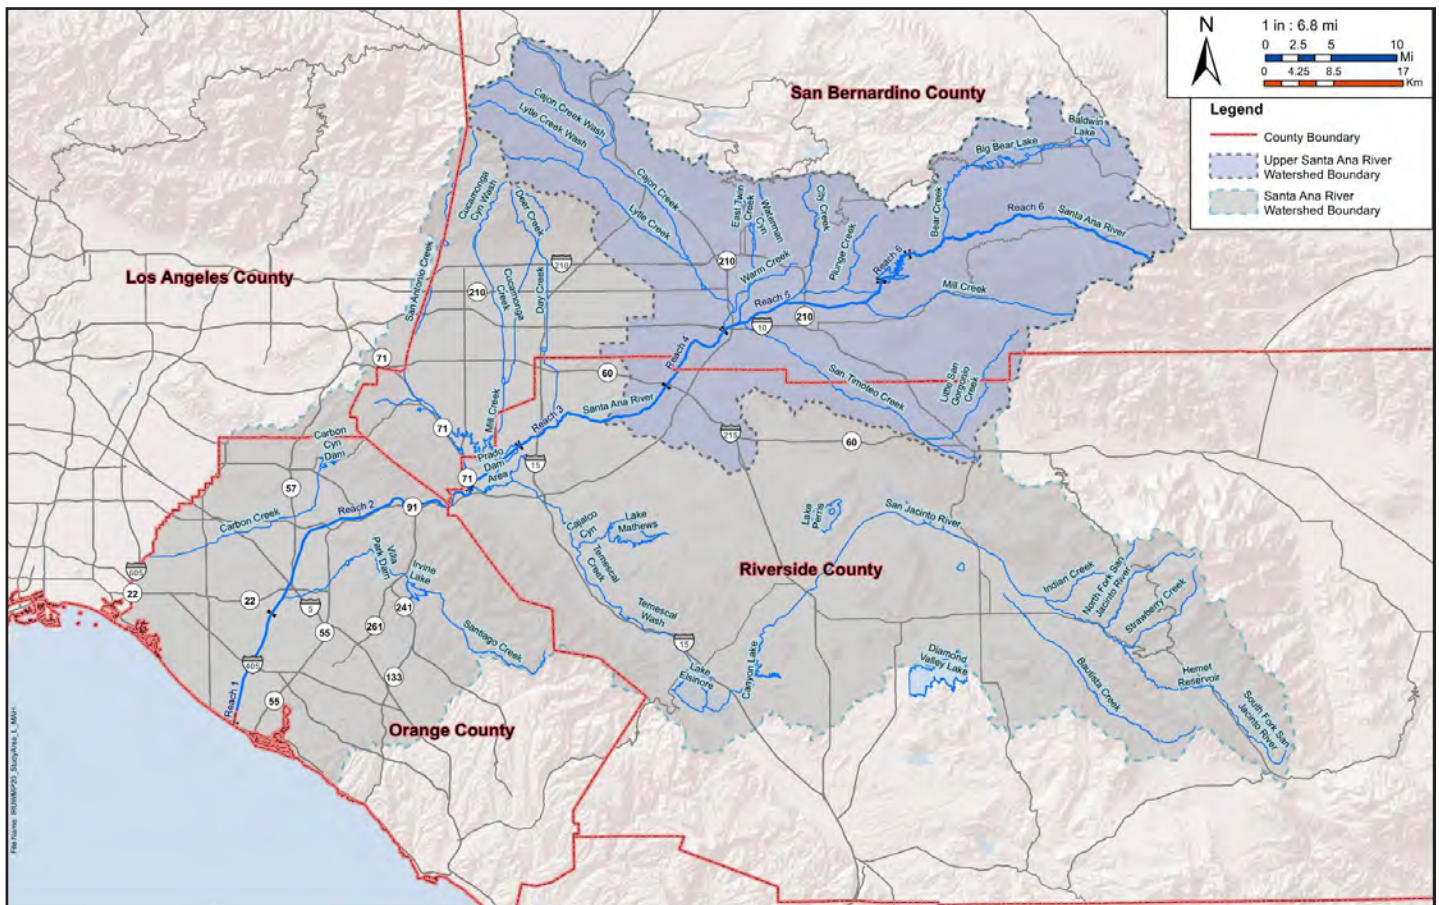 N
1 in : 6.8 mi
0 2.5 5 10
Mi
0 4.25 8.5 17
Km
Legend
County Boundary
Upper Santa Ana River
Watershed Boundary
Santa Ana River
Watershed Boundary
San Bernardino County
Los Angeles County
Riverside County
Orange County
Cajon Creek Wash
Lytle Creek Wash
Cajon Creek
Lytle Creek
Cucamonga
Cyn Wash
Deer Creek
San Antonio Creek
Cucamonga
Creek
Day Creek
East Twin
Creek
Waterman
Cyn
City Creek
Plunge Creek
Warm Creek
Bear Creek
Big Bear Lake
Baldwin
Lake
Reach 6
Santa Ana River
Reach 6
Mill Creek
Reach 5
Reach 4
San Timoteo Creek
Little San
Gorgonio
Creek
210
210
210
210
10
71
60
Santa Ana River
Reach 3
Mill Creek
71
Prado
Dam
Area
71
15
215
60
Carbon
Cyn
Dam
57
Reach 2
91
Carbon Creek
605
22
22
5
55
Villa
Park Dam
Irvine
Lake
241
261
133
Santiago Creek
405
55
Reach 1
Cajalco
Cyn
Lake
Mathews
Temescal
Creek
Temescal
Wash
15
Lake
Elsinore
Canyon Lake
Lake
Perris
San Jacinto River
Indian Creek
North Fork San
Jacinto River
Strawberry Creek
Diamond
Valley Lake
Bautista Creek
Hemet
Reservoir
South Fork San
Jacinto River